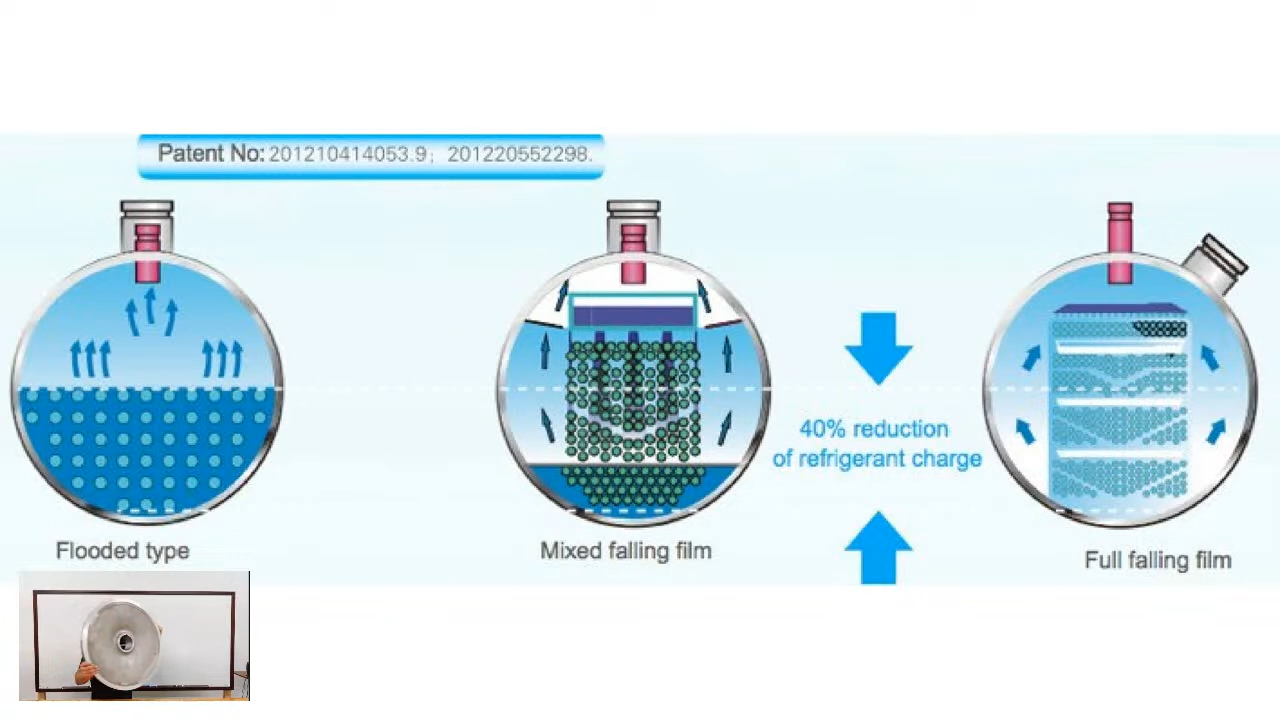 Patent No: 201210414053.9; 201220552298.
40% reduction
of refrigerant charge
Flooded type
Mixed falling film
Full falling film